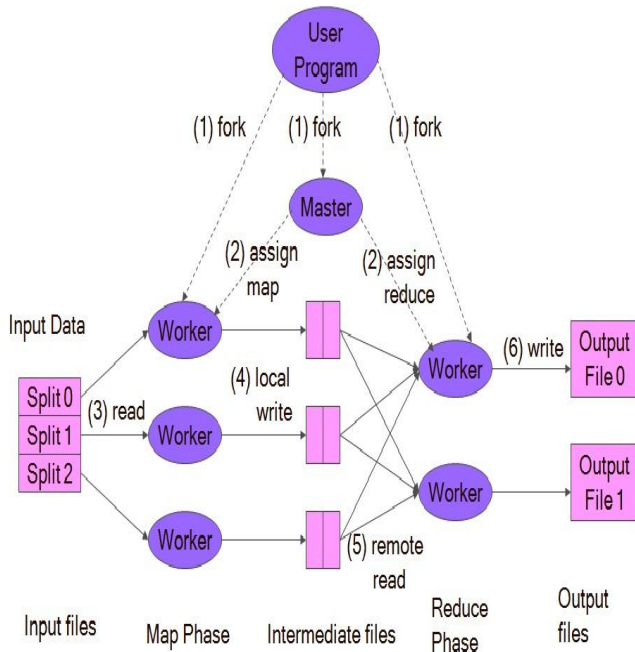 User
Program
(1) fork
(1) fork
(1) fork
Master
(2) assign
map
(2) assign
reduce
Input Data
Worker
Worker
(6) write
Output
File 0
Split 0
Split 1
Split 2
(3) read
(4) local
write
Worker
Worker
Output
File 1
Worker
(5) remote
read
Input files
Map Phase
Intermediate files
Reduce
Phase
Output
files